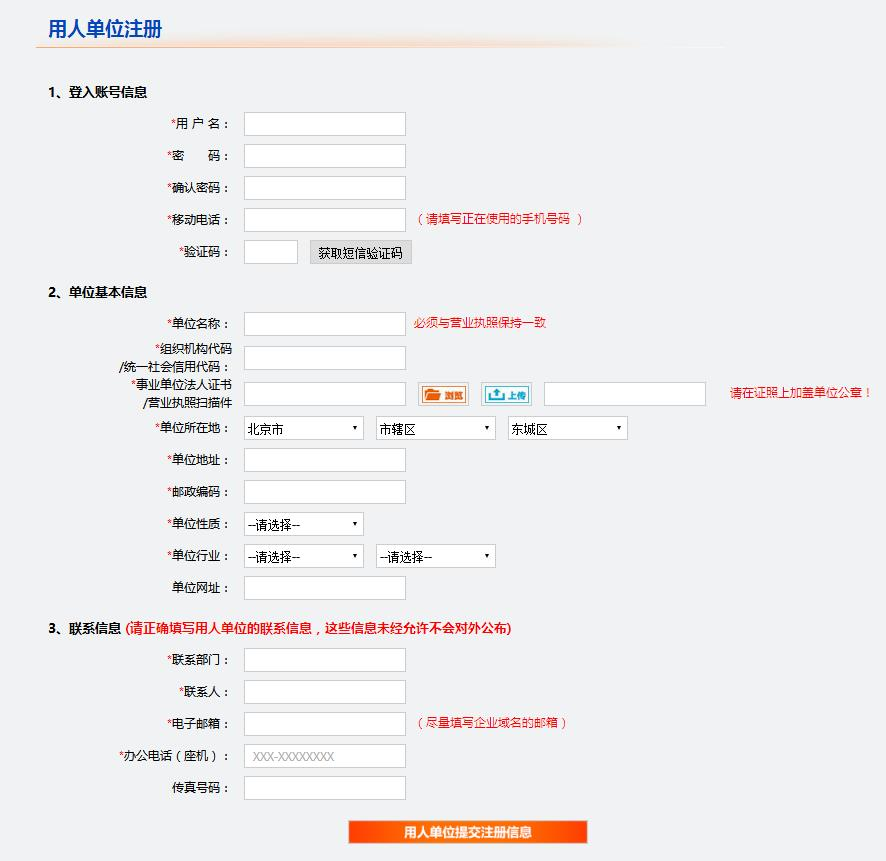 用人单位注册
1、登入账号信息
*用 户 名：
*密　　码：
*确认密码：
*移动电话：
（请填写正在使用的手机号码 ）
*验证码：
获取短信验证码
2、单位基本信息
*单位名称：
必须与营业执照保持一致
*组织机构代码
/统一社会信用代码：
*事业单位法人证书
/营业执照扫描件
浏览
上传
请在证照上加盖单位公章！
*单位所在地：
北京市
市辖区
东城区
*单位地址：
*邮政编码：
*单位性质：
--请选择--
*单位行业：
--请选择--
--请选择--
单位网址：
3、联系信息 (请正确填写用人单位的联系信息，这些信息未经允许不会对外公布)
*联系部门：
*联系人：
*电子邮箱：
（尽量填写企业域名的邮箱）
*办公电话（座机）：
XXX-XXXXXXXX
传真号码：
用人单位提交注册信息